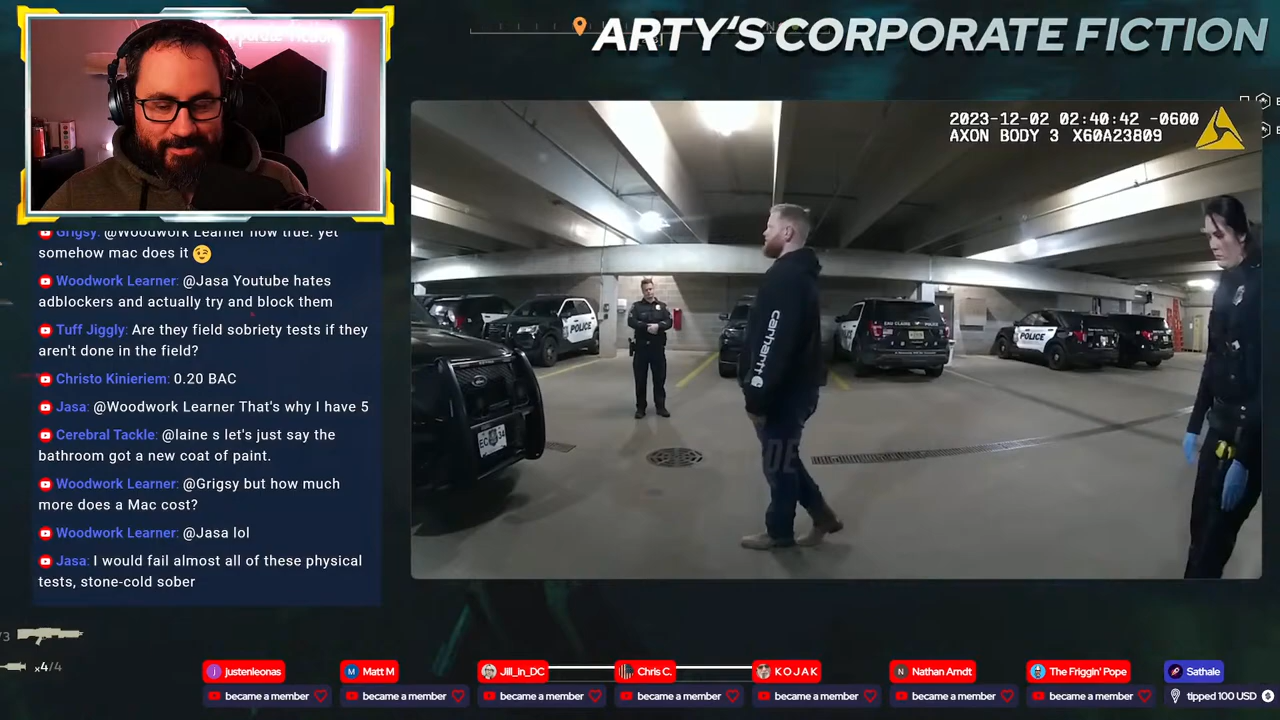 ARTY'S CORPORATE FICTION
2023-12-02 02:40:42 -0600
AXON BODY 3 X60A23809
Grigsy: @Woodwork Learner how true. yet
somehow mac does it 😉
Woodwork Learner: @Jasa Youtube hates
adblockers and actually try and block them
Tuff Jiggly: Are they field sobriety tests if they
aren't done in the field?
Christo Kinieriem: 0.20 BAC
Jasa: @Woodwork Learner That's why I have 5
Cerebral Tackle: @laine s let's just say the
bathroom got a new coat of paint.
Woodwork Learner: @Grigsy but how much
more does a Mac cost?
Woodwork Learner: @Jasa lol
Jasa: I would fail almost all of these physical
tests, stone-cold sober
POLICE
carhartt
EAU CLAIRE POLICE
POLICE
/3
x4/4
justenleonas
became a member
Matt M
became a member
Jill_in_DC
became a member
Chris C.
became a member
K O J A K
became a member
Nathan Arndt
became a member
The Friggin' Pope
became a member
Sathale
tipped 100 USD